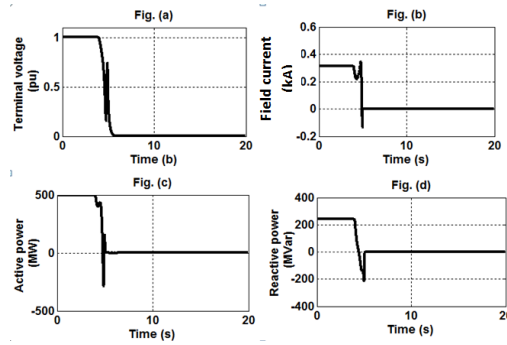 Fig. (a)
Terminal voltage
(pu)
1
0.5
0
0
10
20
Time (b)
Fig. (b)
Field current
(kA)
0.6
0.4
0.2
0
-0.2
0
10
20
Time (s)
Fig. (c)
Active power
(MW)
500
0
-500
0
10
20
Time (s)
Fig. (d)
Reactive power
(MVar)
400
200
0
-200
-400
0
10
20
Time (s)